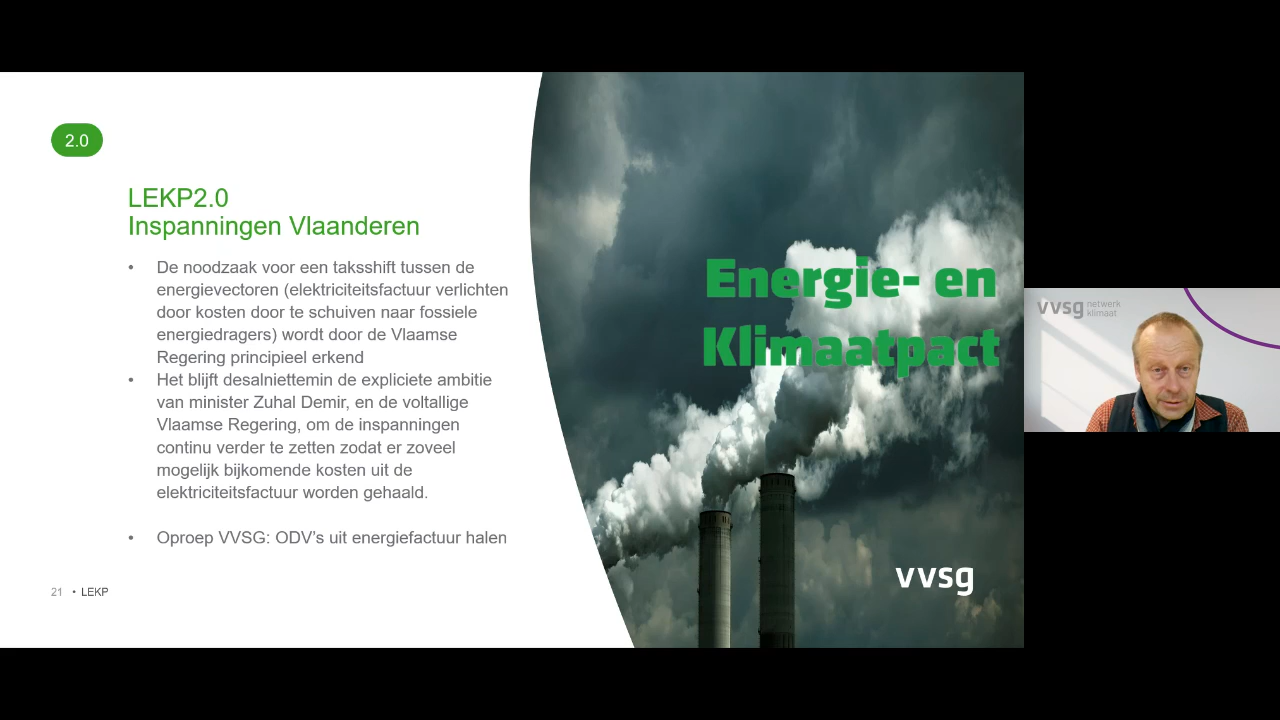 2.0
LEKP2.0
Inspanningen Vlaanderen
• De noodzaak voor een taksshift tussen de
energievectoren (elektriciteitsfactuur verlichten
door kosten door te schuiven naar fossiele
energiedragers) wordt door de Vlaamse
Regering principieel erkend
• Het blijft desalniettemin de expliciete ambitie
van minister Zuhal Demir, en de voltallige
Vlaamse Regering, om de inspanningen
continu verder te zetten zodat er zoveel
mogelijk bijkomende kosten uit de
elektriciteitsfactuur worden gehaald.
• Oproep VVSG: ODV's uit energiefactuur halen
21 • LEKP
Energie- en
Klimaatpact
vvsg
vvsg netwerk
klimaat